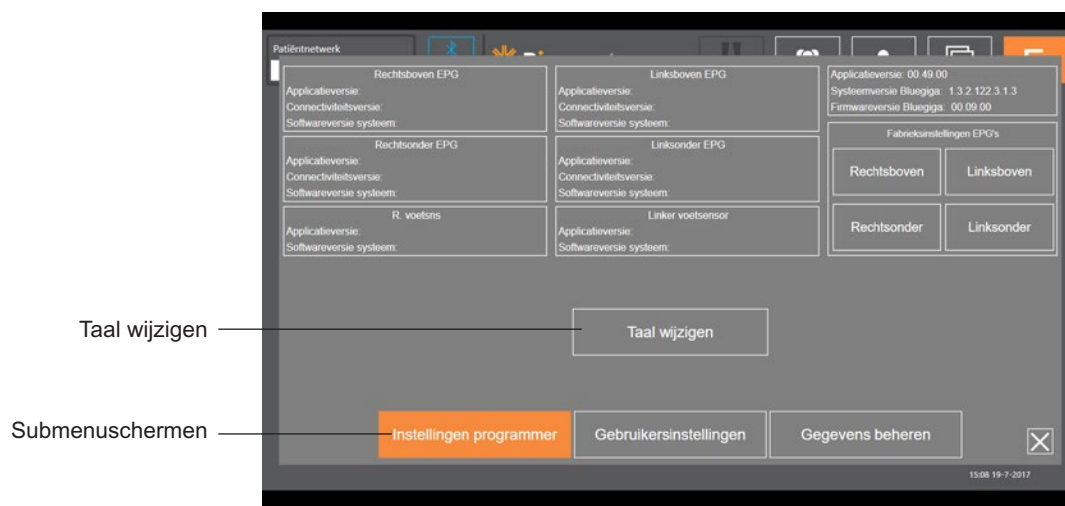 Patiëntnetwerk
Rechtsboven EPG
Applicatieversie:
Connectiviteitsversie:
Softwareversie systeem:
Linksboven EPG
Applicatieversie:
Connectiviteitsversie:
Softwareversie systeem:
Applicatieversie: 00.49.00
Systeemversie Bluegiga: 1.3.2.122.3.1.3
Firmwareversie Bluegiga: 00.09.00
Rechtsonder EPG
Applicatieversie:
Connectiviteitsversie:
Softwareversie systeem:
Linksonder EPG
Applicatieversie:
Connectiviteitsversie:
Softwareversie systeem:
Fabrieksinstellingen EPG's
Rechtsboven
Linksboven
Rechtsonder
Linksonder
R. voetsns
Applicatieversie:
Softwareversie systeem:
Linker voetsensor
Applicatieversie:
Softwareversie systeem:
Taal wijzigen
Taal wijzigen
Submenuschermen
Instellingen programmer
Gebruikersinstellingen
Gegevens beheren
15:08 19-7-2017